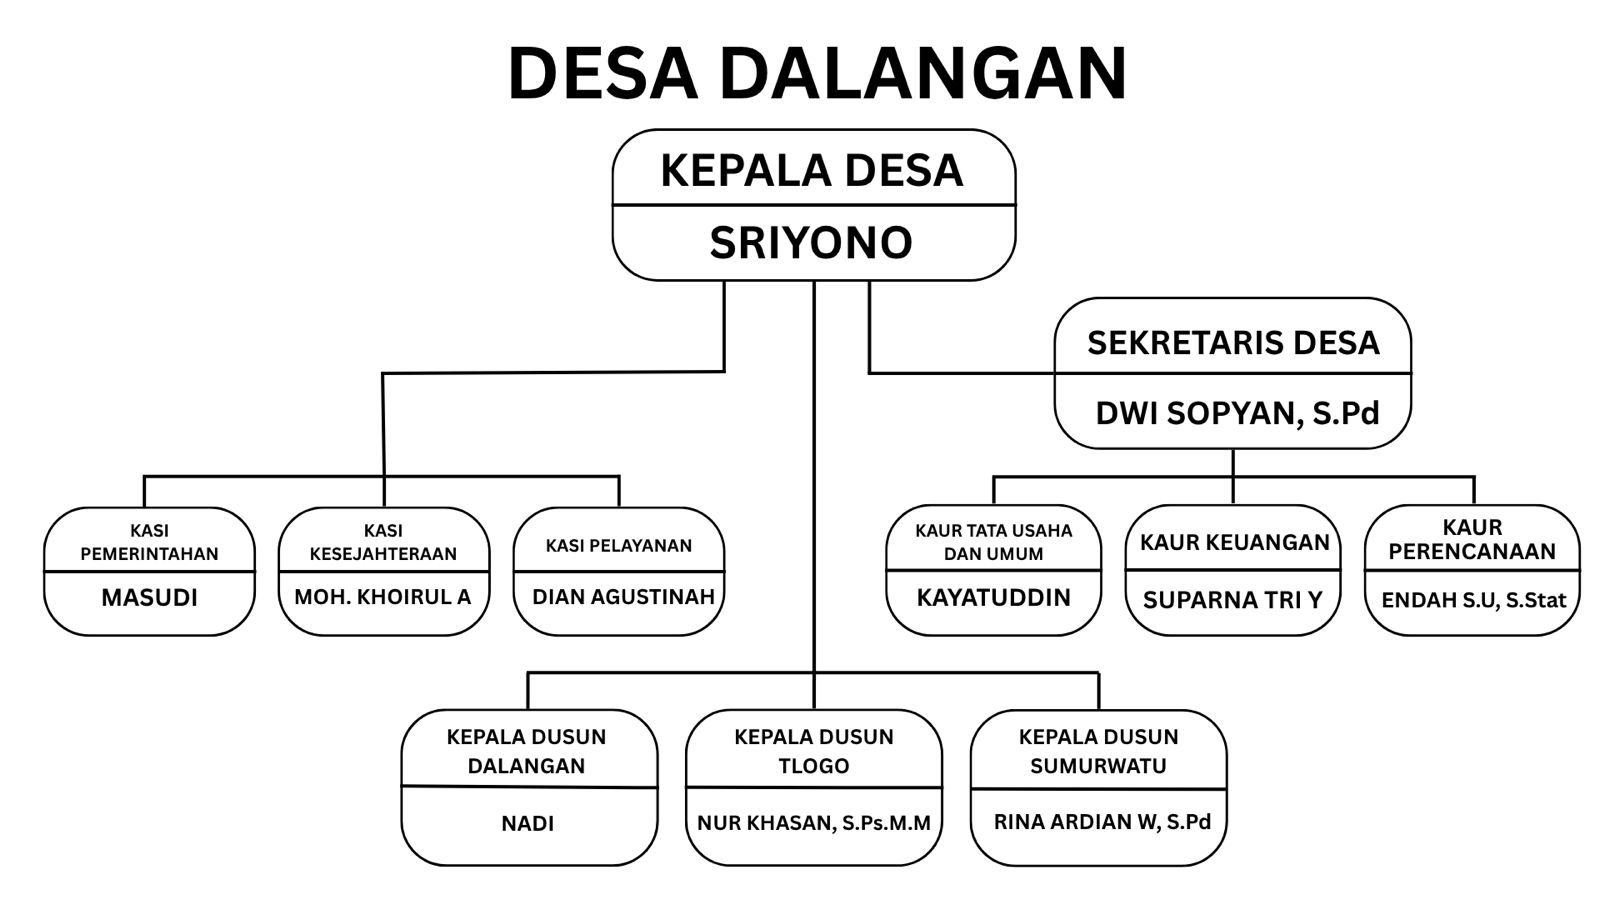 DESA DALANGAN
KEPALA DESA
SRIYONO
SEKRETARIS DESA
DWI SOPYAN, S.Pd
KASI
PEMERINTAHAN
MASUDI
KASI
KESEJAHTERAAN
MOH. KHOIRUL A
KASI PELAYANAN
DIAN AGUSTINAH
KAUR TATA USAHA
DAN UMUM
KAYATUDDIN
KAUR KEUANGAN
SUPARNA TRI Y
KAUR
PERENCANAAN
ENDAH S.U, S.Stat
KEPALA DUSUN
DALANGAN
NADI
KEPALA DUSUN
TLOGO
NUR KHASAN, S.Ps.M.M
KEPALA DUSUN
SUMURWATU
RINA ARDIAN W, S.Pd